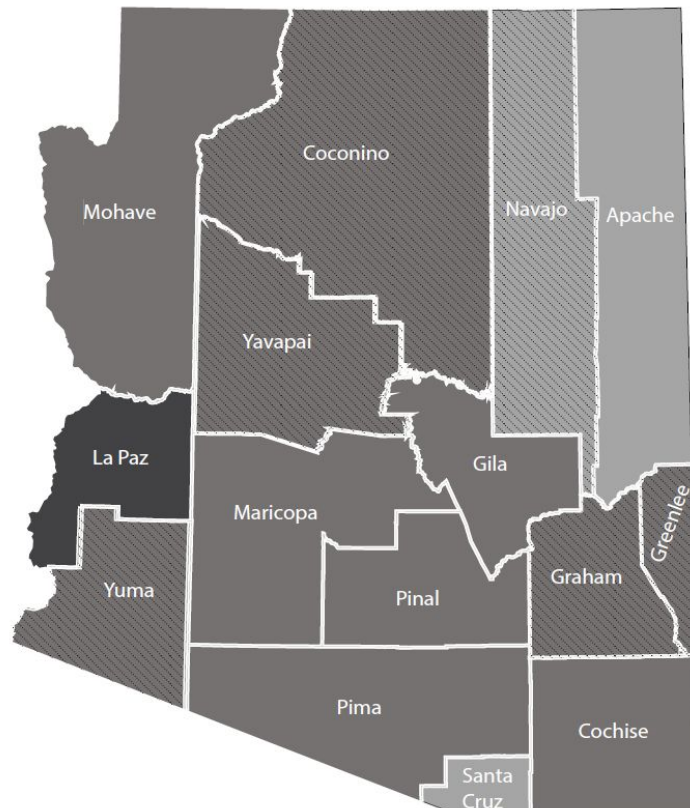 Coconino
Mohave
Navajo
Apache
Yavapai
La Paz
Gila
Maricopa
Greenlee
Yuma
Graham
Pinal
Pima
Cochise
Santa
Cruz